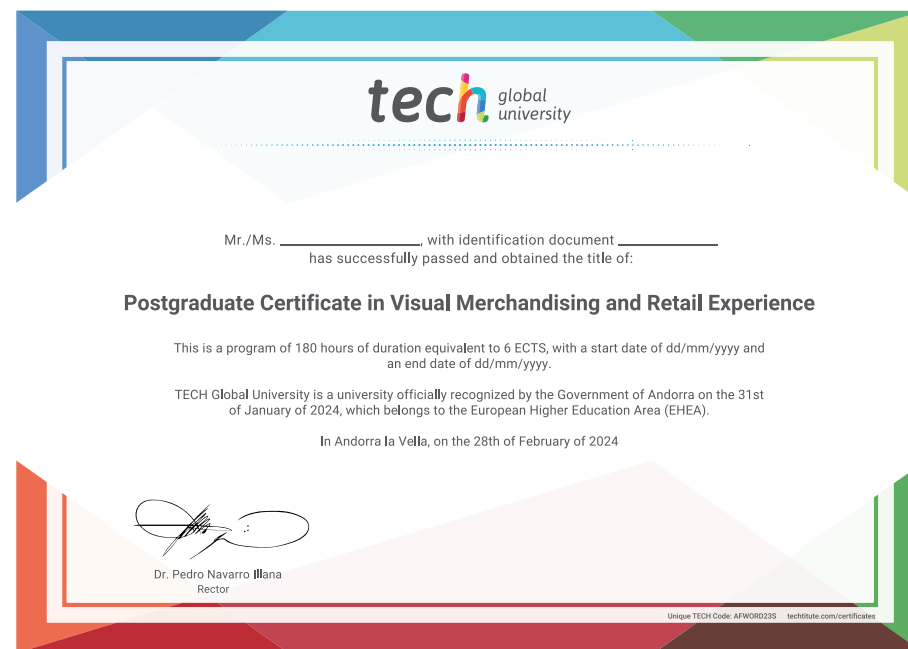 tech global university
Mr./Ms. ____________, with identification document ____________
has successfully passed and obtained the title of:
Postgraduate Certificate in Visual Merchandising and Retail Experience
This is a program of 180 hours of duration equivalent to 6 ECTS, with a start date of dd/mm/yyyy and
an end date of dd/mm/yyyy.
TECH Global University is a university officially recognized by the Government of Andorra on the 31st
of January of 2024, which belongs to the European Higher Education Area (EHEA).
In Andorra la Vella, on the 28th of February of 2024
Dr. Pedro Navarro Illana
Rector
Unique TECH Code: AFWORD23S techtitute.com/certificates